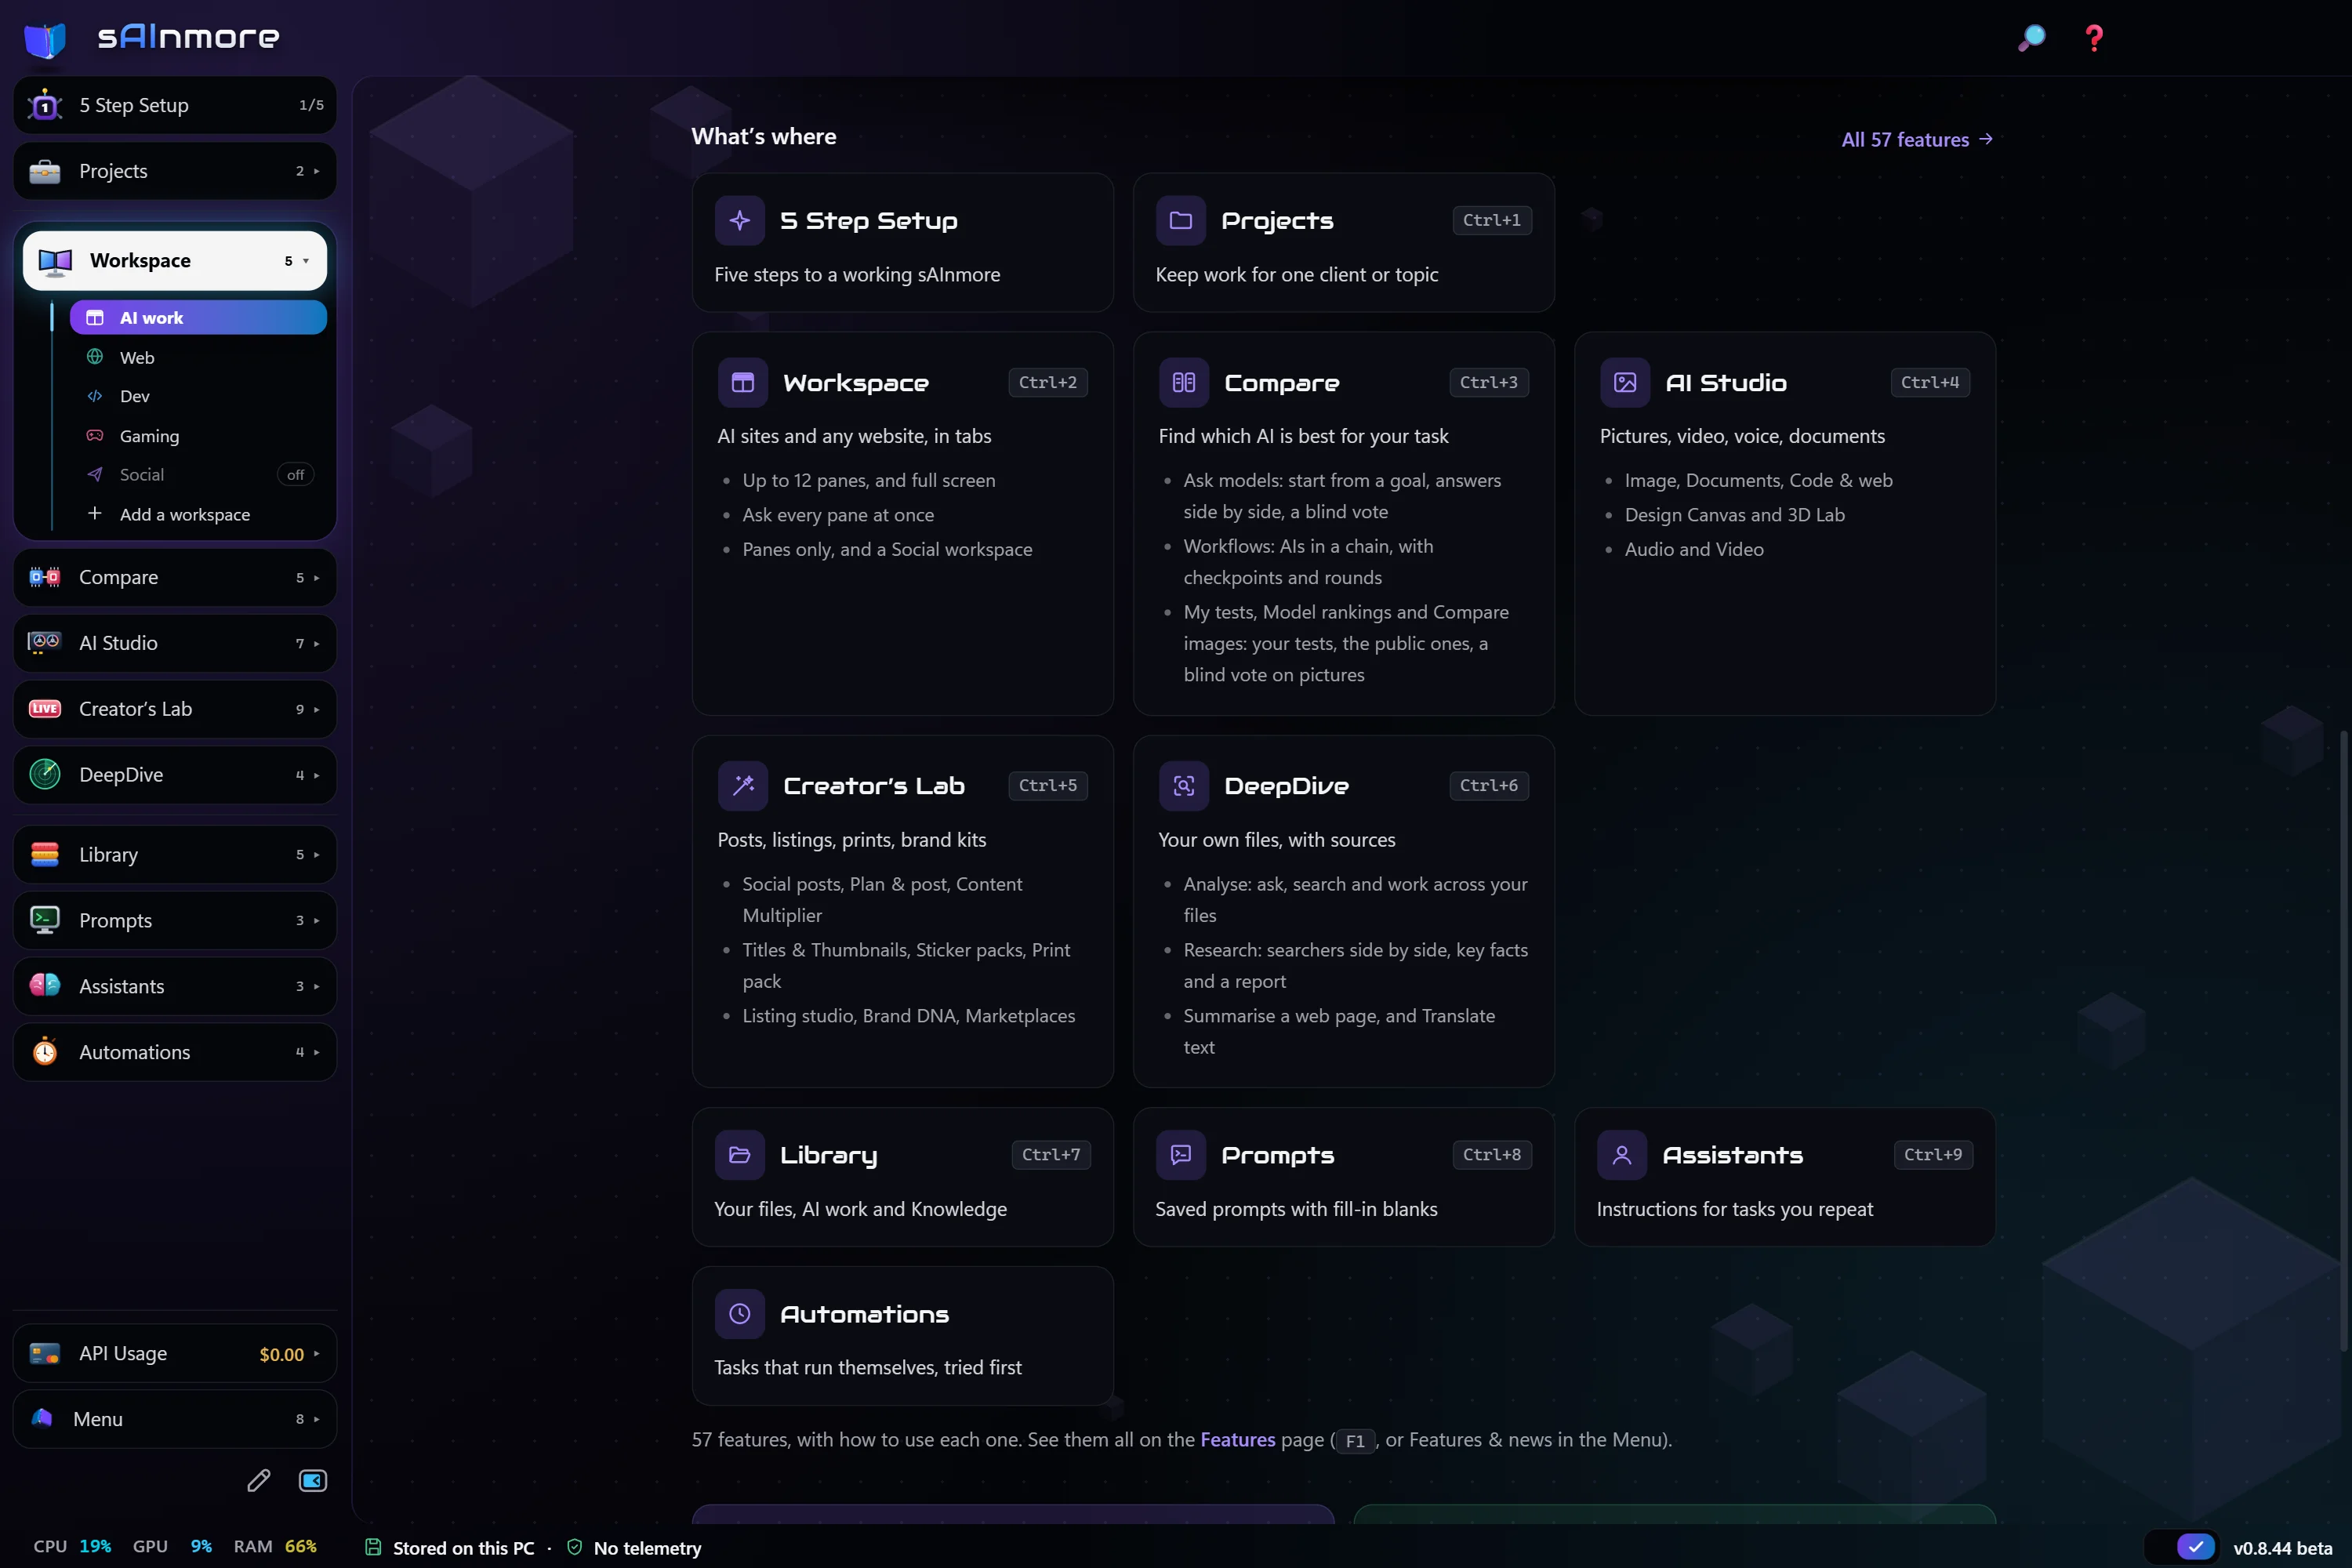 sAInmore
5 Step Setup 1/5
Projects 2
Workspace 5
AI work
Web
Dev
Gaming
Social off
Add a workspace
Compare 5
AI Studio 7
LIVE Creator's Lab 9
DeepDive 4
Library 5
Prompts 3
Assistants 3
Automations 4
API Usage $0.00
Menu 8
CPU 19% GPU 9% RAM 66%
What's where
All 57 features →
5 Step Setup
Five steps to a working sAInmore
Projects Ctrl+1
Keep work for one client or topic
Workspace Ctrl+2
AI sites and any website, in tabs
• Up to 12 panes, and full screen
• Ask every pane at once
• Panes only, and a Social workspace
Compare Ctrl+3
Find which AI is best for your task
• Ask models: start from a goal, answers
side by side, a blind vote
• Workflows: AIs in a chain, with
checkpoints and rounds
• My tests, Model rankings and Compare
images: your tests, the public ones, a
blind vote on pictures
AI Studio Ctrl+4
Pictures, video, voice, documents
• Image, Documents, Code & web
• Design Canvas and 3D Lab
• Audio and Video
Creator's Lab Ctrl+5
Posts, listings, prints, brand kits
• Social posts, Plan & post, Content
Multiplier
• Titles & Thumbnails, Sticker packs, Print
pack
• Listing studio, Brand DNA, Marketplaces
DeepDive Ctrl+6
Your own files, with sources
• Analyse: ask, search and work across your
files
• Research: searchers side by side, key facts
and a report
• Summarise a web page, and Translate
text
Library Ctrl+7
Your files, AI work and Knowledge
Prompts Ctrl+8
Saved prompts with fill-in blanks
Assistants Ctrl+9
Instructions for tasks you repeat
Automations
Tasks that run themselves, tried first
57 features, with how to use each one. See them all on the Features page ( F1 , or Features & news in the Menu).
Stored on this PC · No telemetry
v0.8.44 beta